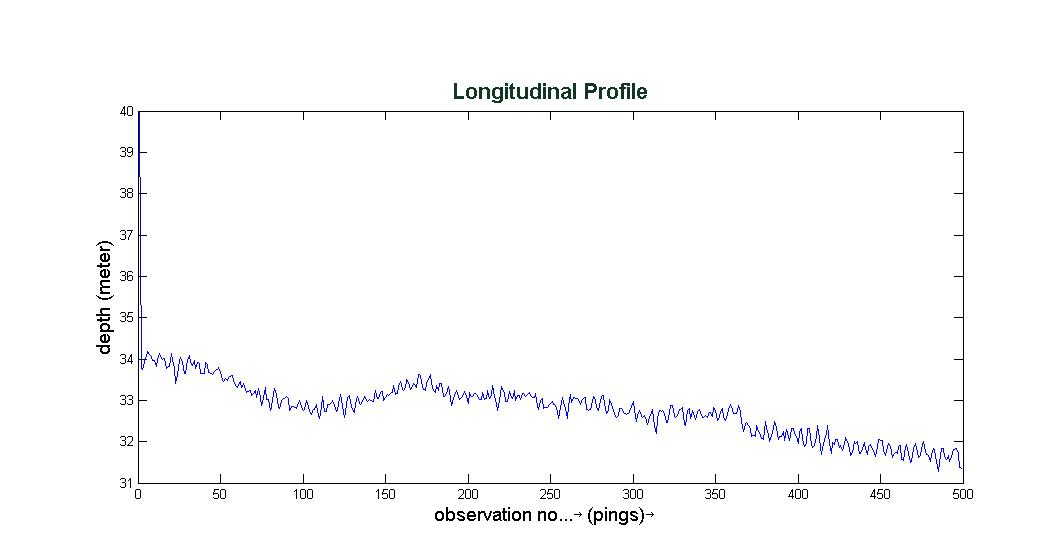 Longitudinal Profile
40
39
38
37
36
35
34
33
32
31
depth (meter)
0 50 100 150 200 250 300 350 400 450 500
observation no...→ (pings)→